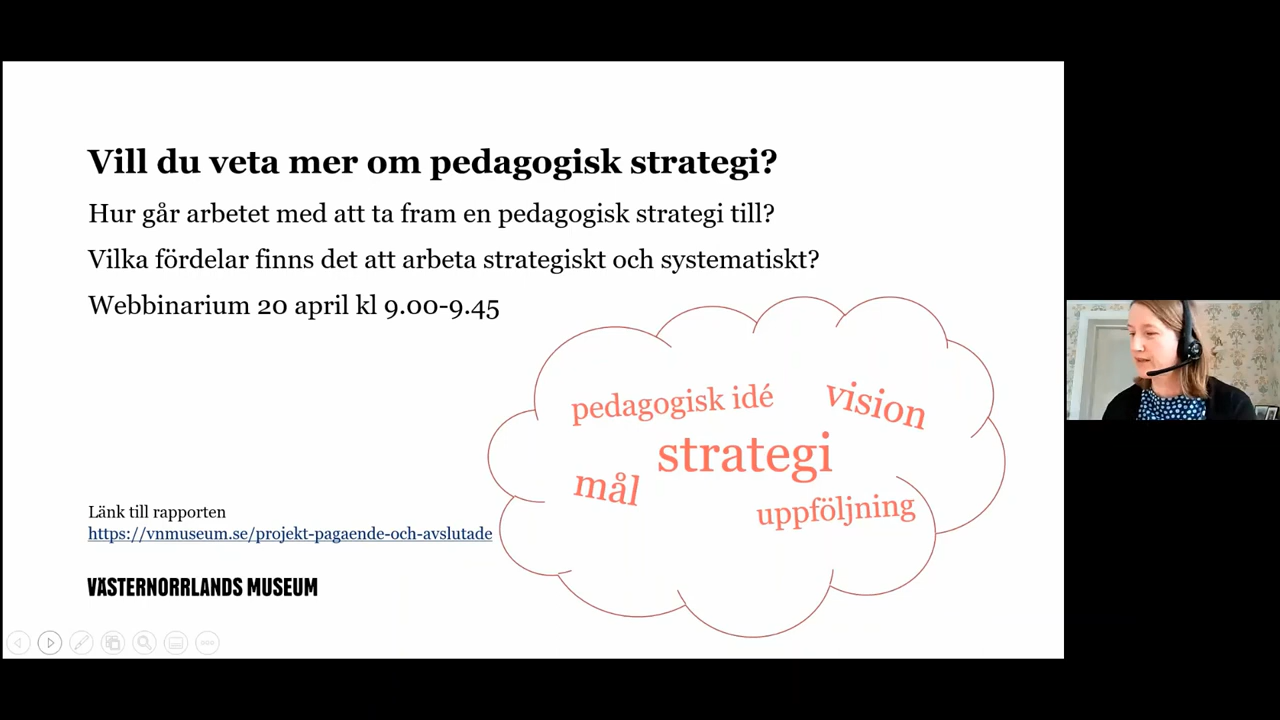 Vill du veta mer om pedagogisk strategi?
Hur går arbetet med att ta fram en pedagogisk strategi till?
Vilka fördelar finns det att arbeta strategiskt och systematiskt?
Webbinarium 20 april kl 9.00-9.45
pedagogisk idé
vision
strategi
mål
uppföljning
Länk till rapporten
https://vnmuseum.se/projekt-pagaende-och-avslutade
VÄSTERNORRLANDS MUSEUM